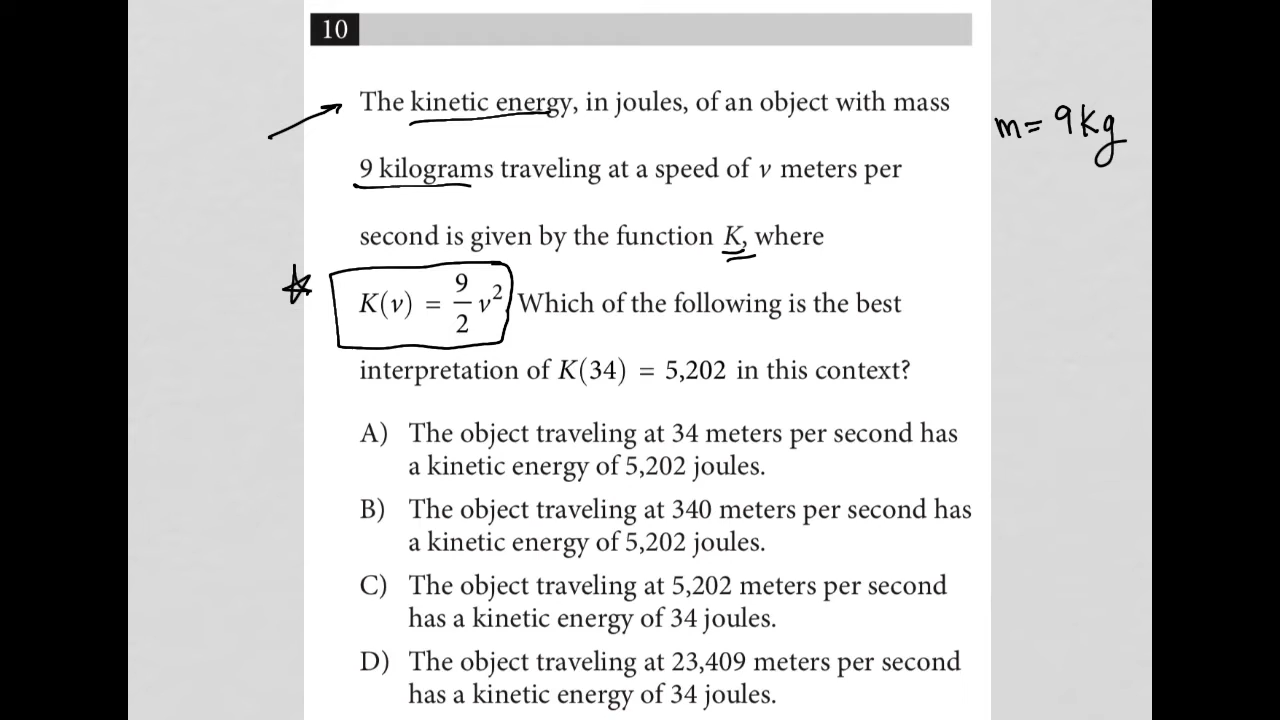 10
The kinetic energy, in joules, of an object with mass
m = 9kg
9 kilograms traveling at a speed of v meters per
second is given by the function K, where
K(v) = 9/2 v². Which of the following is the best
interpretation of K(34) = 5,202 in this context?
A) The object traveling at 34 meters per second has
a kinetic energy of 5,202 joules.
B) The object traveling at 340 meters per second has
a kinetic energy of 5,202 joules.
C) The object traveling at 5,202 meters per second
has a kinetic energy of 34 joules.
D) The object traveling at 23,409 meters per second
has a kinetic energy of 34 joules.